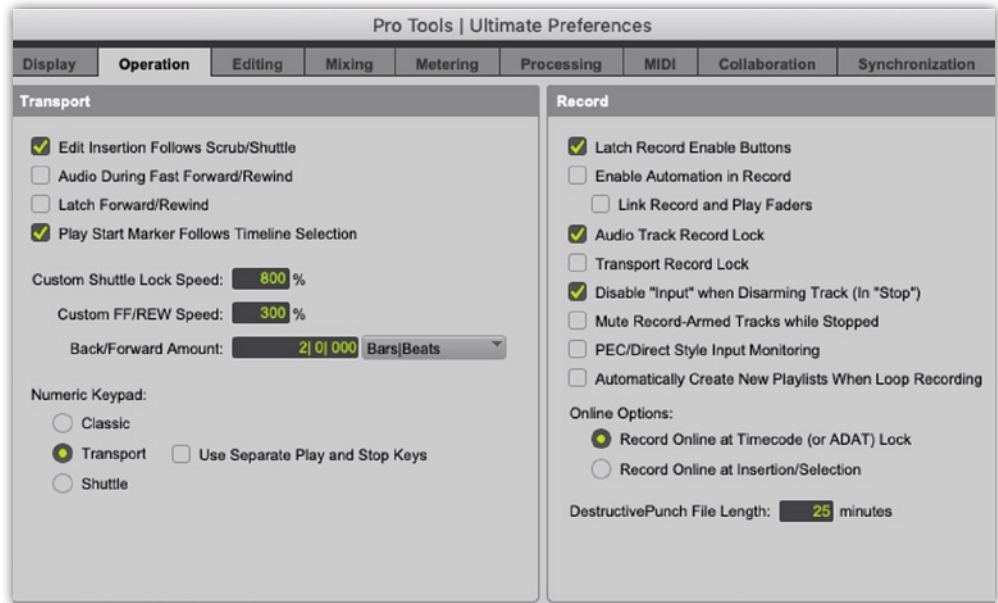 Pro Tools | Ultimate Preferences
Display
Operation
Editing
Mixing
Metering
Processing
MIDI
Collaboration
Synchronization
Transport
Edit Insertion Follows Scrub/Shuttle
Audio During Fast Forward/Rewind
Latch Forward/Rewind
Play Start Marker Follows Timeline Selection
Custom Shuttle Lock Speed: 800 %
Custom FF/REW Speed: 300 %
Back/Forward Amount: 2| 0| 000 Bars|Beats
Numeric Keypad:
Classic
Transport Use Separate Play and Stop Keys
Shuttle
Record
Latch Record Enable Buttons
Enable Automation in Record
Link Record and Play Faders
Audio Track Record Lock
Transport Record Lock
Disable "Input" when Disarming Track (In "Stop")
Mute Record-Armed Tracks while Stopped
PEC/Direct Style Input Monitoring
Automatically Create New Playlists When Loop Recording
Online Options:
Record Online at Timecode (or ADAT) Lock
Record Online at Insertion/Selection
DestructivePunch File Length: 25 minutes